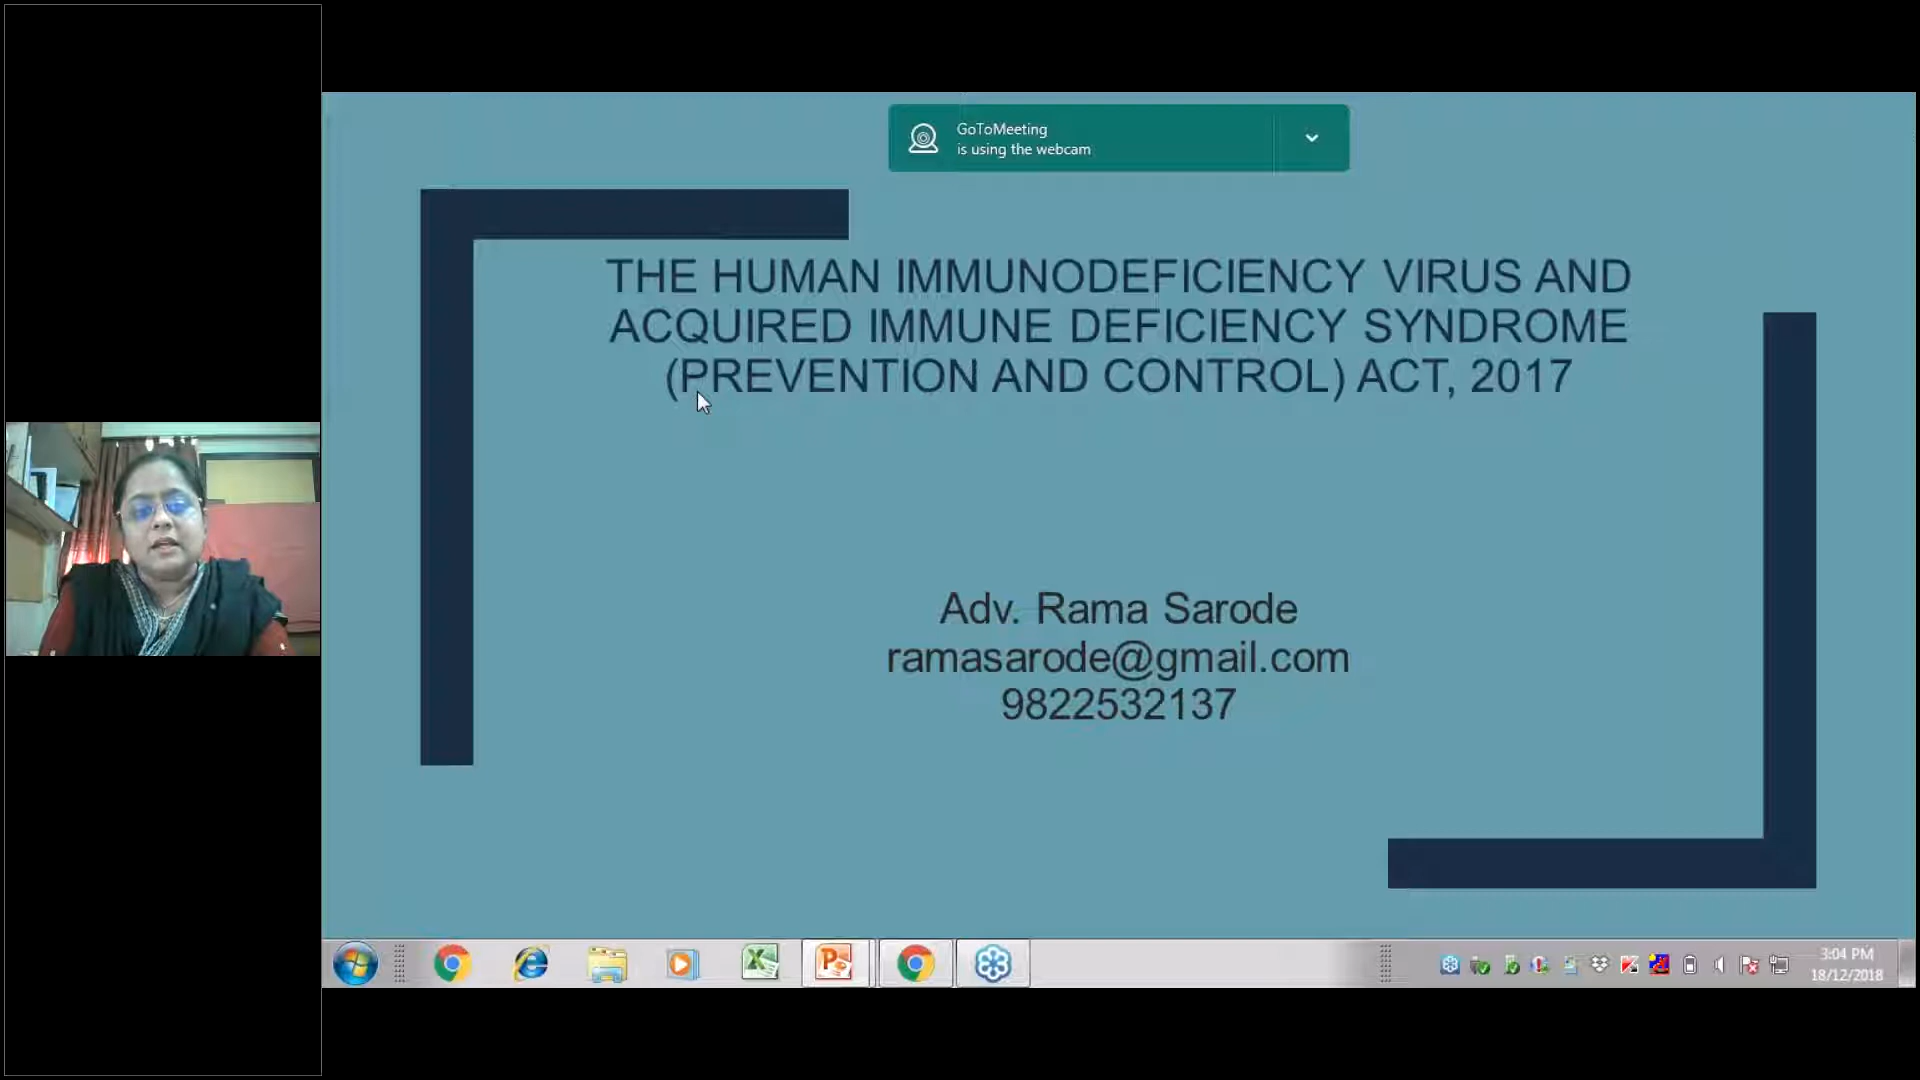 GoToMeeting
is using the webcam
THE HUMAN IMMUNODEFICIENCY VIRUS AND
ACQUIRED IMMUNE DEFICIENCY SYNDROME
(PREVENTION AND CONTROL) ACT, 2017
Adv. Rama Sarode
ramasarode@gmail.com
9822532137
3:04 PM
18/12/2018